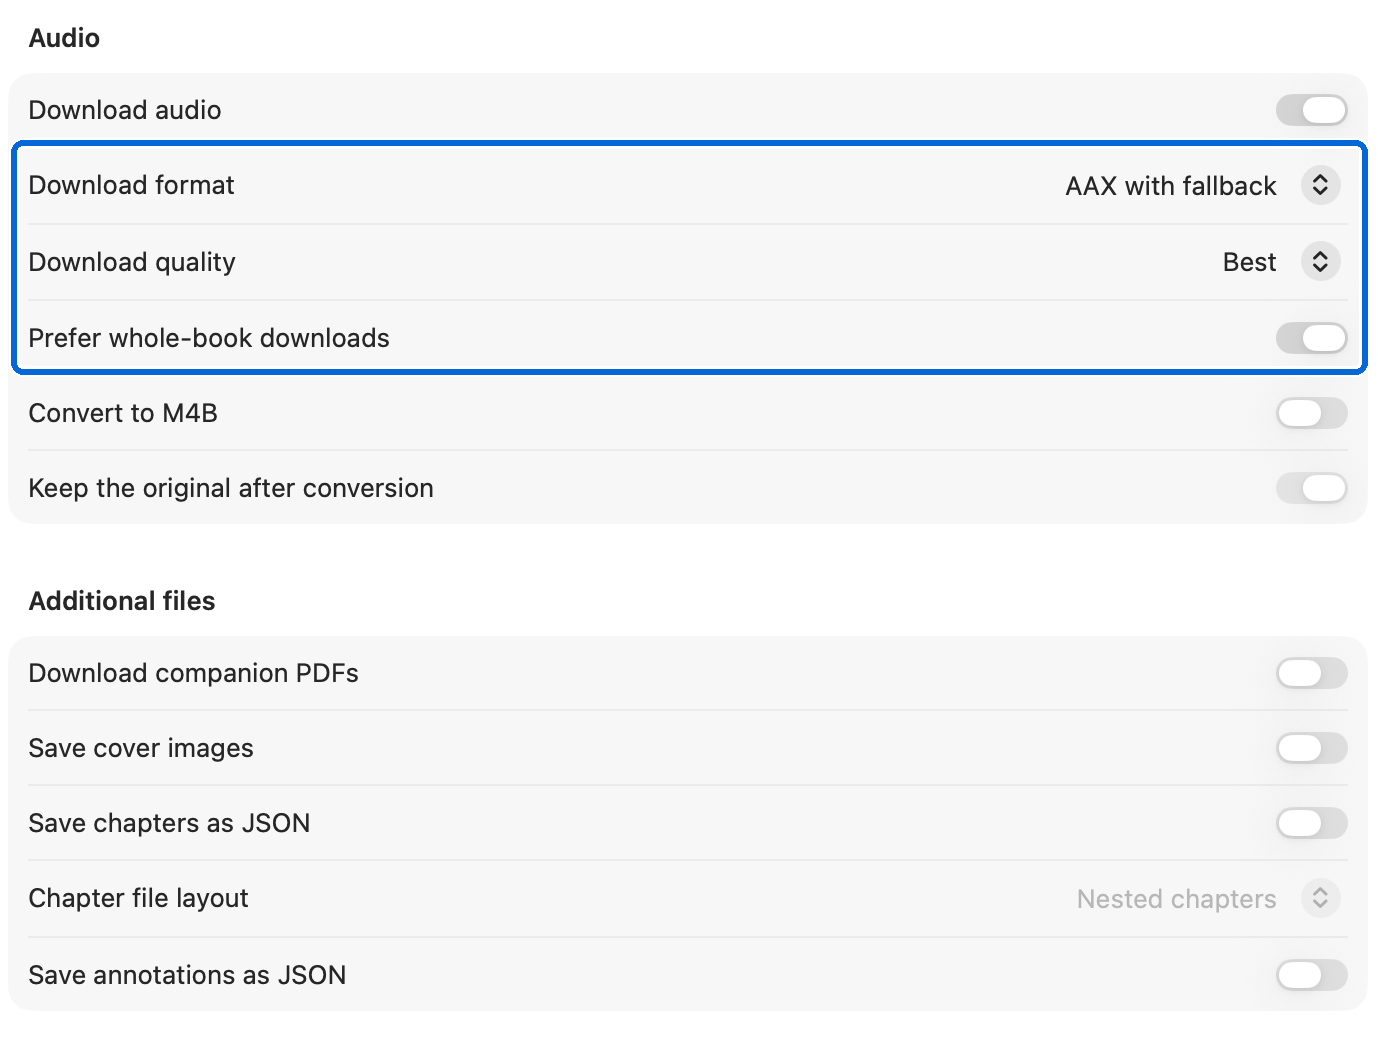 Audio
Download audio
Download format AAX with fallback
Download quality Best
Prefer whole-book downloads
Convert to M4B
Keep the original after conversion
Additional files
Download companion PDFs
Save cover images
Save chapters as JSON
Chapter file layout Nested chapters
Save annotations as JSON